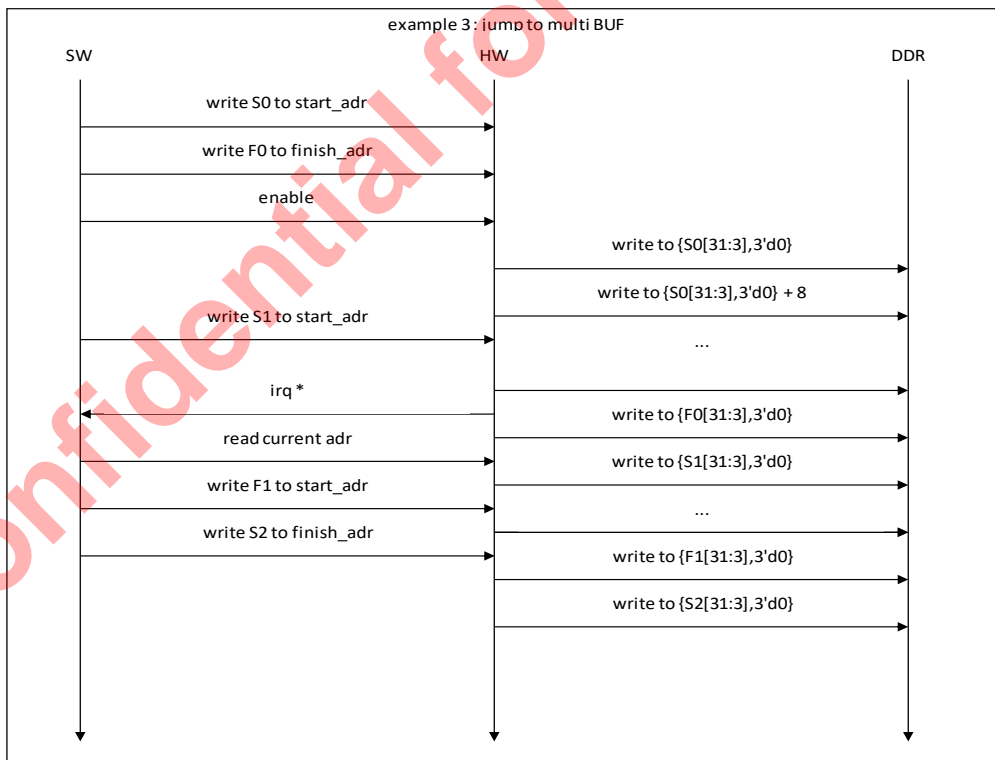 example 3: jump to multi BUF
SW HW DDR
write S0 to start_adr
write F0 to finish_adr
enable
write to {S0[31:3],3'd0}
write to {S0[31:3],3'd0} + 8
write S1 to start_adr
...
irq *
write to {F0[31:3],3'd0}
read current adr
write to {S1[31:3],3'd0}
write F1 to start_adr
...
write S2 to finish_adr
write to {F1[31:3],3'd0}
write to {S2[31:3],3'd0}